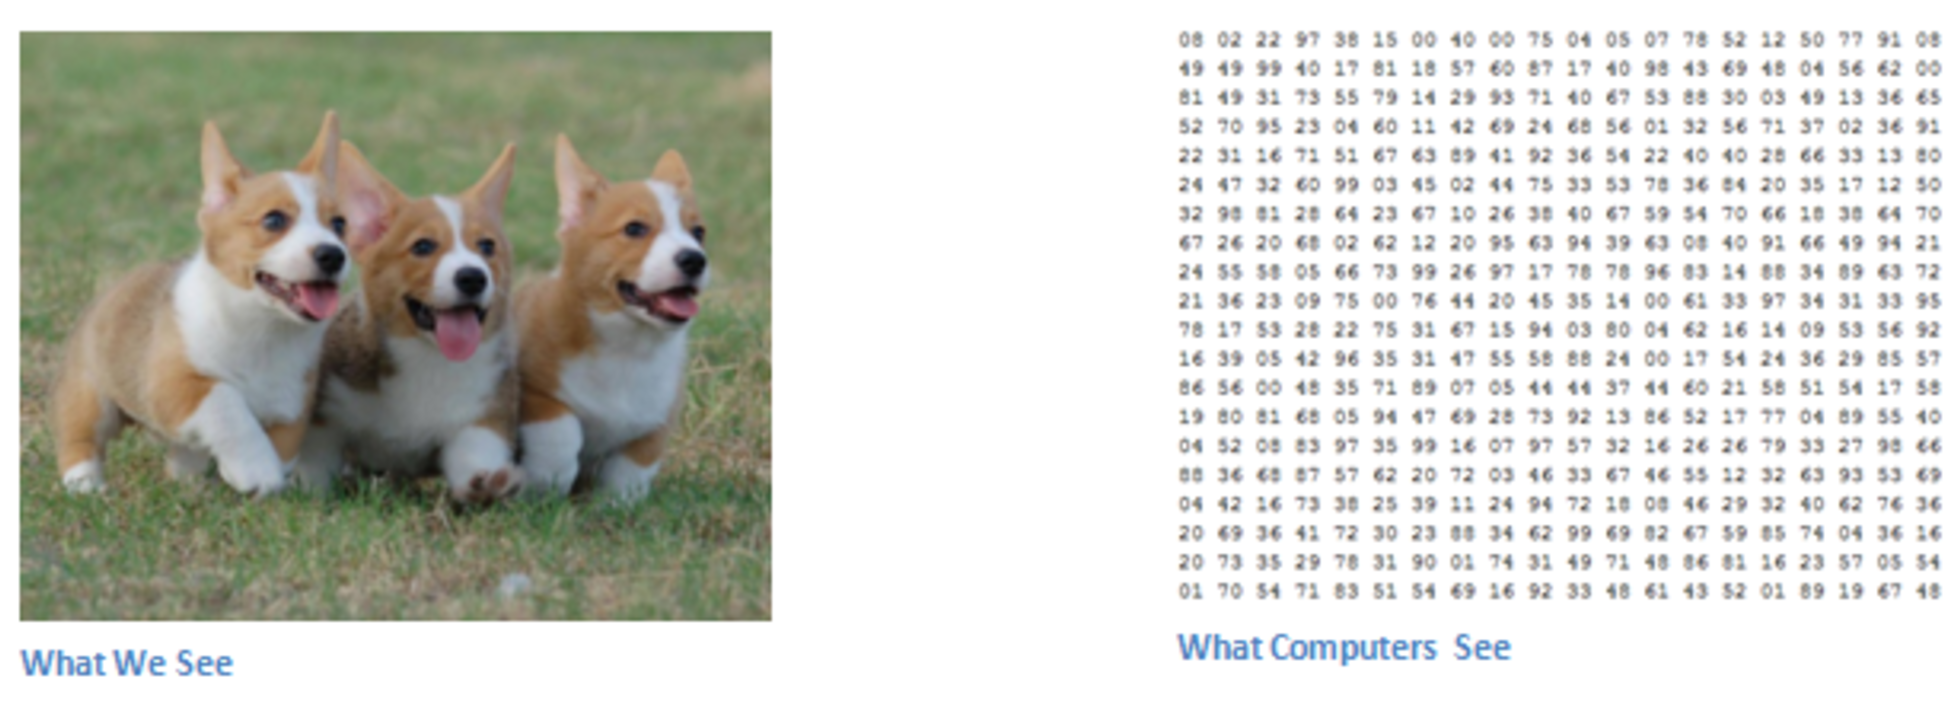 08 02 22 97 38 15 00 40 00 75 04 05 07 78 52 12 50 77 91 08
49 49 99 40 17 81 18 57 60 87 17 40 98 43 69 48 04 56 62 00
81 49 31 73 55 79 14 29 93 71 40 67 53 88 30 03 49 13 36 65
52 70 95 23 04 60 11 42 69 24 68 56 01 32 56 71 37 02 36 91
22 31 16 71 51 67 63 89 41 92 36 54 22 40 40 28 66 33 13 80
24 47 32 60 99 03 45 02 44 75 33 53 78 36 84 20 35 17 12 50
32 98 81 28 64 23 67 10 26 38 40 67 59 54 70 66 18 38 64 70
67 26 20 68 02 62 12 20 95 63 94 39 63 08 40 91 66 49 94 21
24 55 58 05 66 73 99 26 97 17 78 78 96 83 14 88 34 89 63 72
21 36 23 09 75 00 76 44 20 45 35 14 00 61 33 97 34 31 33 95
78 17 53 28 22 75 31 67 15 94 03 80 04 62 16 14 09 53 56 92
16 39 05 42 96 35 31 47 55 58 88 24 00 17 54 24 36 29 85 57
86 56 00 48 35 71 89 07 05 44 44 37 44 60 21 58 51 54 17 58
19 80 81 68 05 94 47 69 28 73 92 13 86 52 17 77 04 89 55 40
04 52 08 83 97 35 99 16 07 97 57 32 16 26 26 79 33 27 98 66
88 36 68 87 57 62 20 72 03 46 33 67 46 55 12 32 63 93 53 69
04 42 16 73 38 25 39 11 24 94 72 18 08 46 29 32 40 62 76 36
20 69 36 41 72 30 23 88 34 62 99 69 82 67 59 85 74 04 36 16
20 73 35 29 78 31 90 01 74 31 49 71 48 86 81 16 23 57 05 54
01 70 54 71 83 51 54 69 16 92 33 48 61 43 52 01 89 19 67 48
What We See
What Computers See